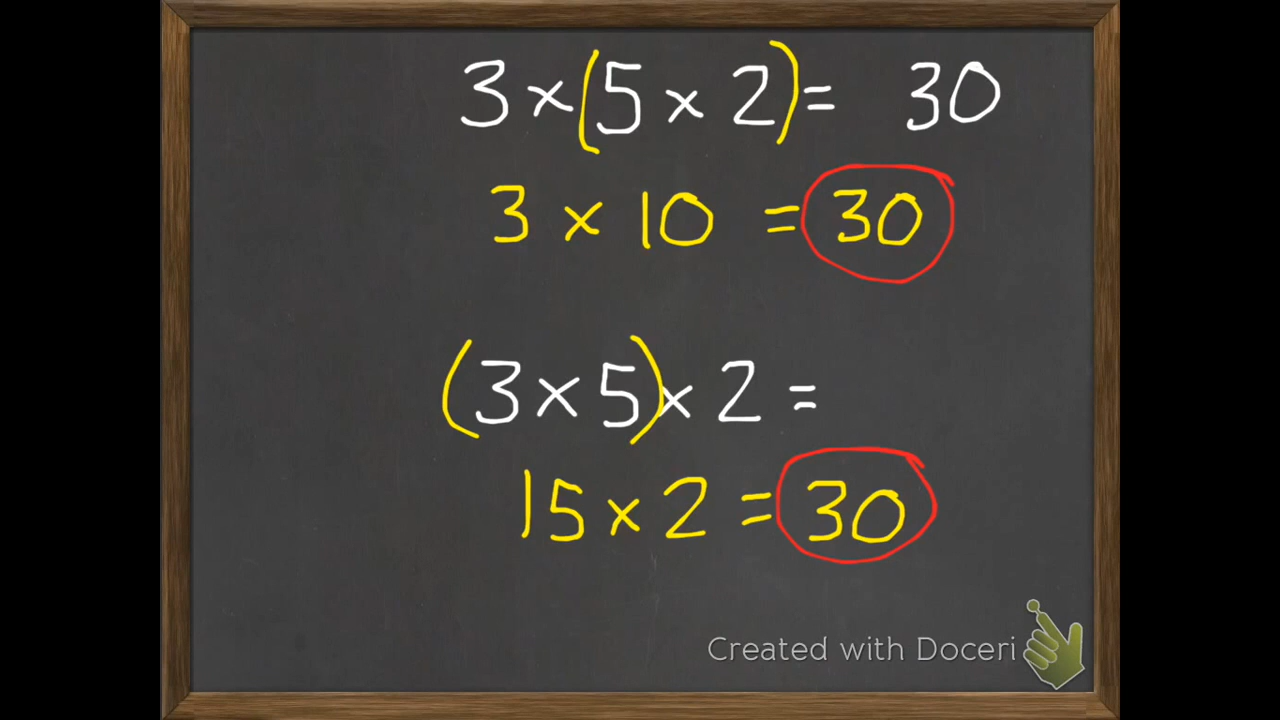 3 × (5 × 2) = 30
3 × 10 = 30
(3 × 5) × 2 =
15 × 2 = 30
Created with Doceri